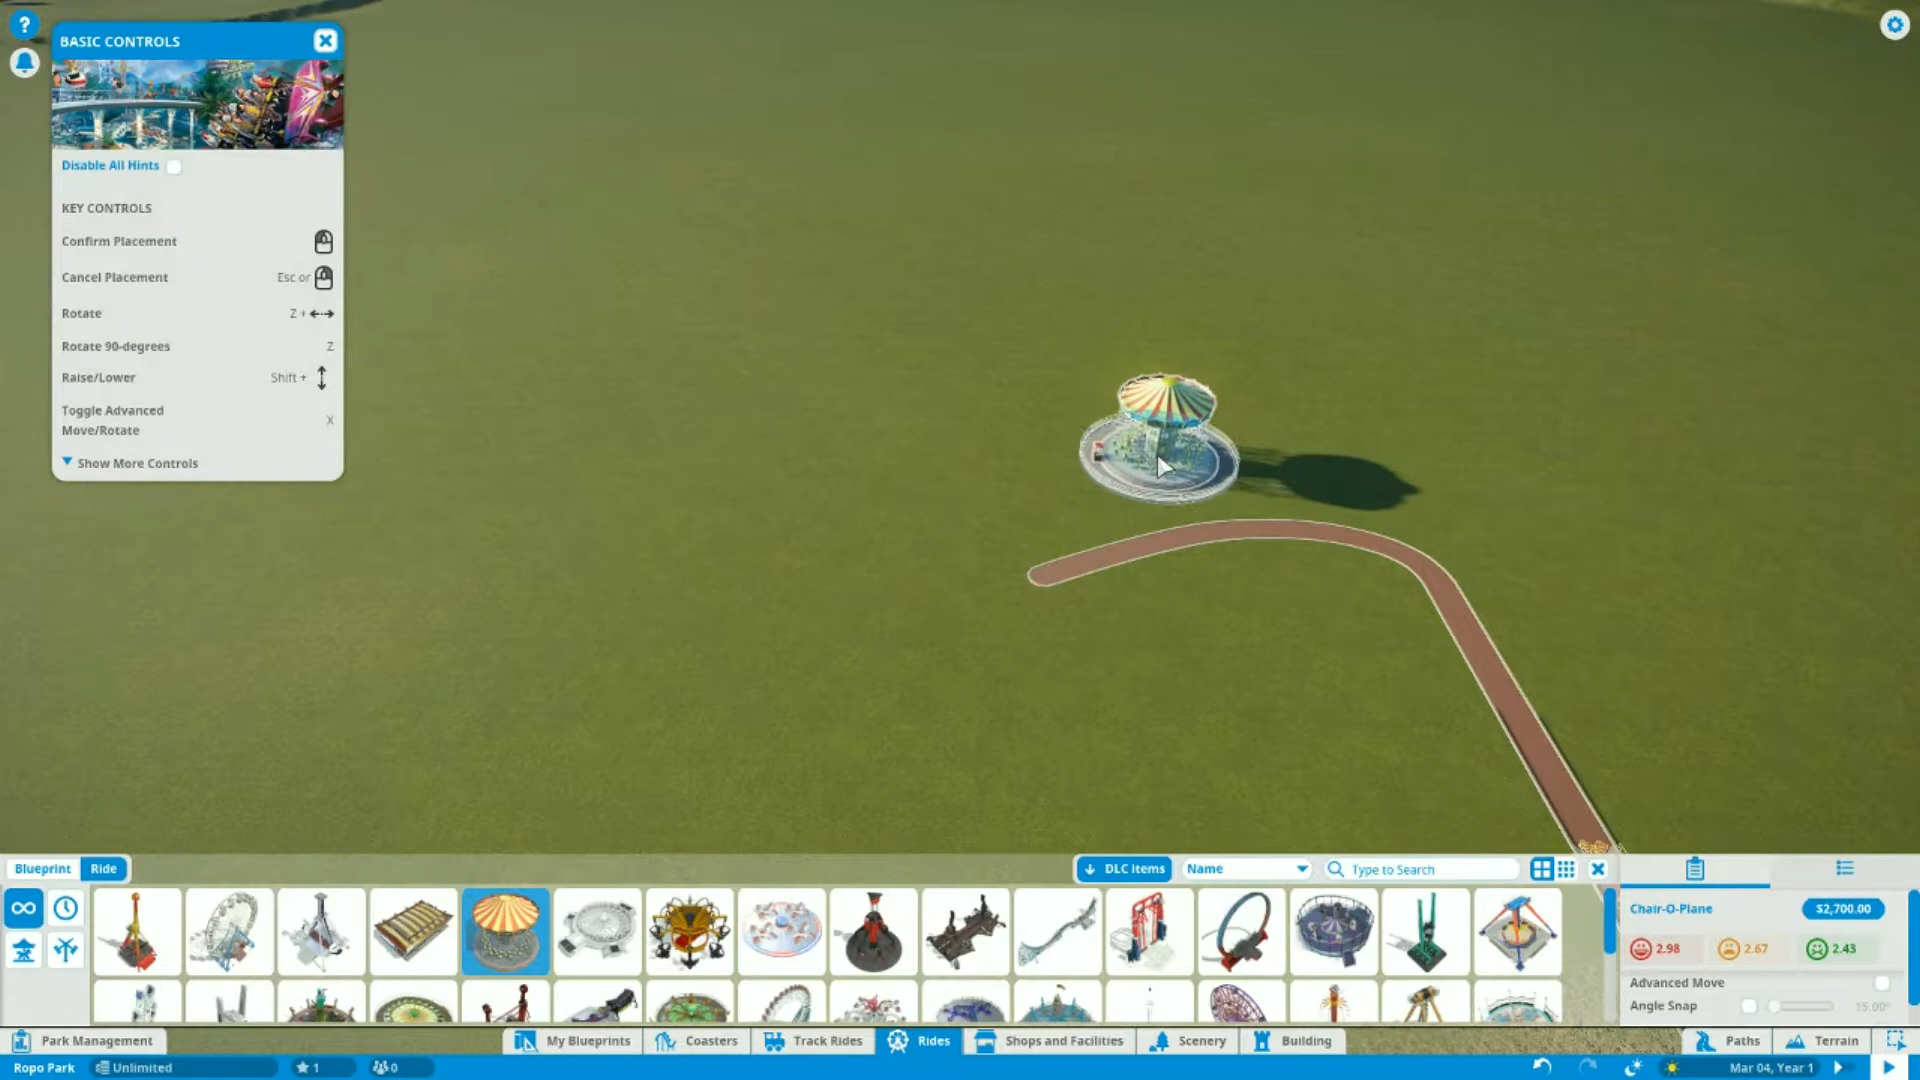 ?
BASIC CONTROLS
Disable All Hints
KEY CONTROLS
Confirm Placement
Cancel Placement Esc or
Rotate Z +
Rotate 90-degrees Z
Raise/Lower Shift +
Toggle Advanced
Move/Rotate X
Show More Controls
Blueprint Ride
DLC Items Name Type to Search
Chair-O-Plane $2,700.00
2.98 2.67 2.43
Advanced Move
Angle Snap 15.00°
Park Management My Blueprints Coasters Track Rides Rides Shops and Facilities Scenery Building Paths Terrain
Ropo Park Unlimited 1 0 Mar 04, Year 1